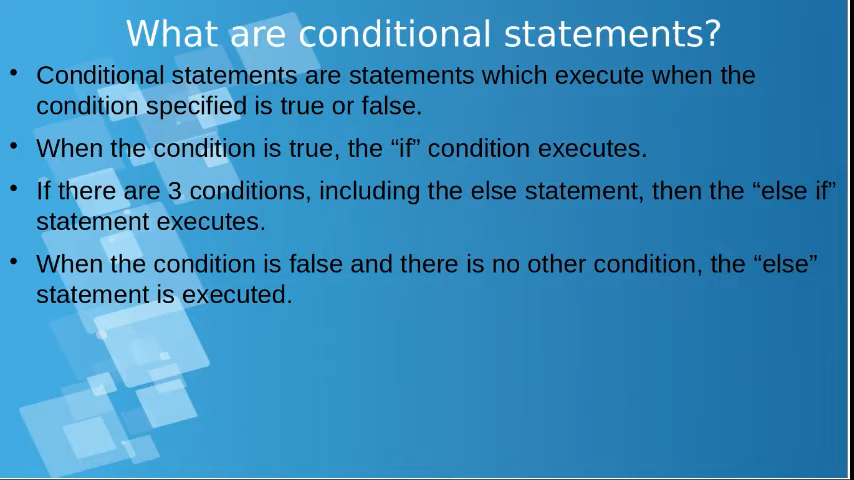 What are conditional statements?
• Conditional statements are statements which execute when the
condition specified is true or false.
• When the condition is true, the “if” condition executes.
• If there are 3 conditions, including the else statement, then the “else if”
statement executes.
• When the condition is false and there is no other condition, the “else”
statement is executed.